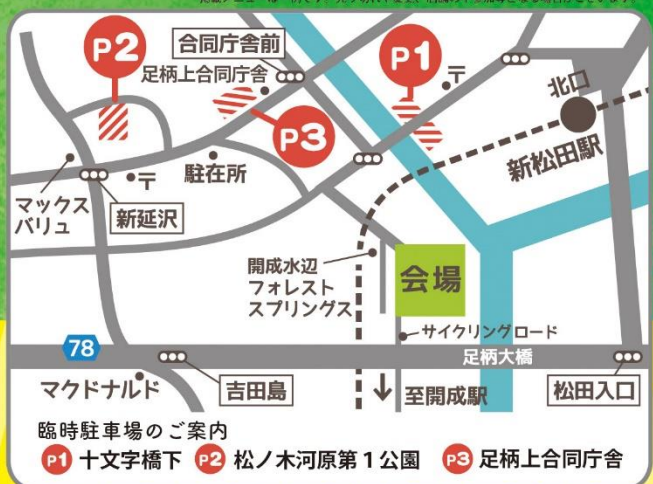 P2
合同庁舎前
足柄上合同庁舎
P1
〒
北口
新松田駅
P3
駐在所
〒
マックス
バリュ
新延沢
開成水辺
フォレスト
スプリングス
会場
サイクリングロード
78
足柄大橋
マクドナルド
吉田島
至開成駅
松田入口
臨時駐車場のご案内
P1 十文字橋下 P2 松ノ木河原第1公園 P3 足柄上合同庁舎